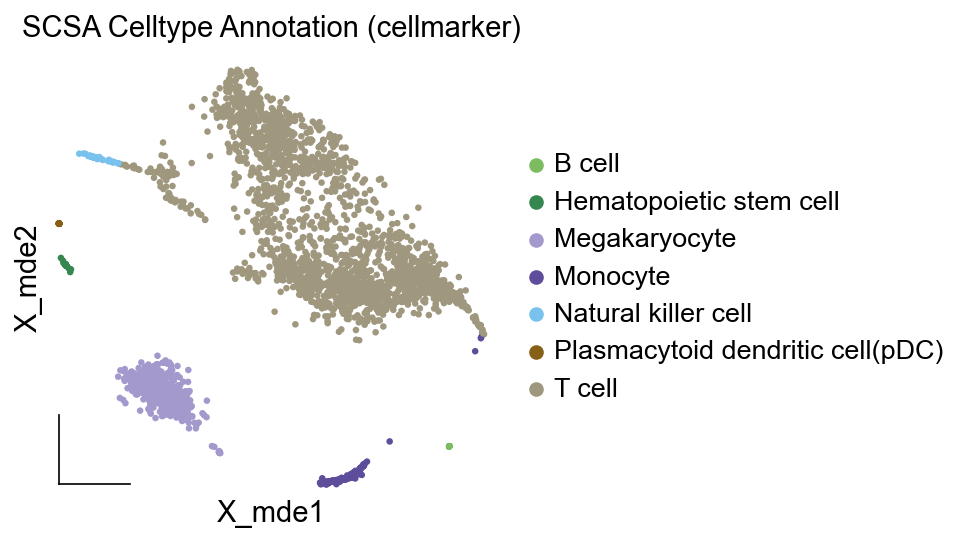 SCSA Celltype Annotation (cellmarker)
B cell
Hematopoietic stem cell
Megakaryocyte
Monocyte
Natural killer cell
Plasmacytoid dendritic cell(pDC)
T cell
X_mde2
X_mde1